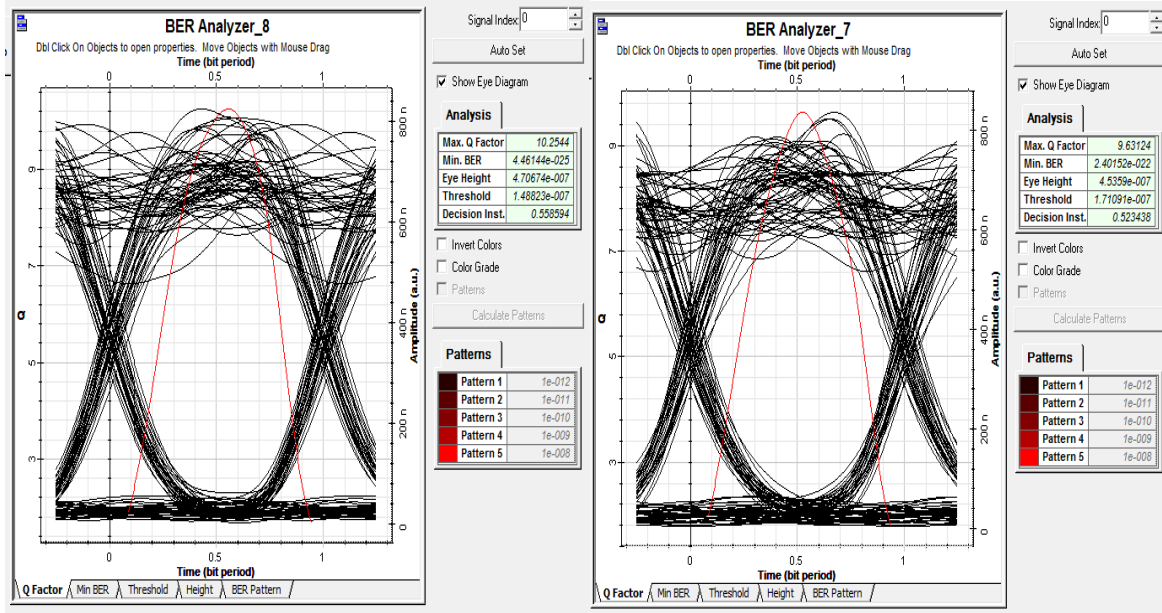 BER Analyzer_8
Dbl Click On Objects to open properties. Move Objects with Mouse Drag
Time (bit period)
0 0.5 1
Q
9
7
5
3
Amplitude (a.u.)
800 n
600 n
400 n
200 n
0
0 0.5 1
Time (bit period)
Q Factor Min BER Threshold Height BER Pattern
Signal Index: 0
Auto Set
Show Eye Diagram
Analysis
Max. Q Factor 10.2544
Min. BER 4.46144e-025
Eye Height 4.70674e-007
Threshold 1.48823e-007
Decision Inst. 0.558594
Invert Colors
Color Grade
Patterns
Calculate Patterns
Patterns
Pattern 1 1e-012
Pattern 2 1e-011
Pattern 3 1e-010
Pattern 4 1e-009
Pattern 5 1e-008
BER Analyzer_7
Dbl Click On Objects to open properties. Move Objects with Mouse Drag
Time (bit period)
0 0.5 1
Q
9
7
5
3
Amplitude (a.u.)
800 n
600 n
400 n
200 n
0
0 0.5 1
Time (bit period)
Q Factor Min BER Threshold Height BER Pattern
Signal Index: 0
Auto Set
Show Eye Diagram
Analysis
Max. Q Factor 9.63124
Min. BER 2.40152e-022
Eye Height 4.5359e-007
Threshold 1.71091e-007
Decision Inst. 0.523438
Invert Colors
Color Grade
Patterns
Calculate Patterns
Patterns
Pattern 1 1e-012
Pattern 2 1e-011
Pattern 3 1e-010
Pattern 4 1e-009
Pattern 5 1e-008